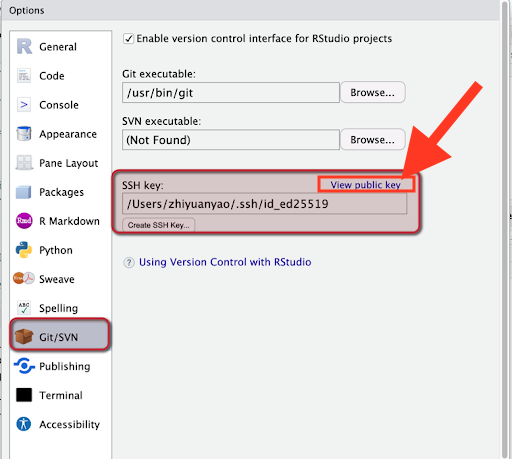 Options
General
Code
Console
Appearance
Pane Layout
Packages
Rmd R Markdown
Python
Sweave
ABC Spelling
Git/SVN
Publishing
Terminal
Accessibility
Enable version control interface for RStudio projects
Git executable:
/usr/bin/git Browse...
SVN executable:
(Not Found) Browse...
SSH key: View public key
/Users/zhiyuanyao/.ssh/id_ed25519
Create SSH Key...
? Using Version Control with RStudio